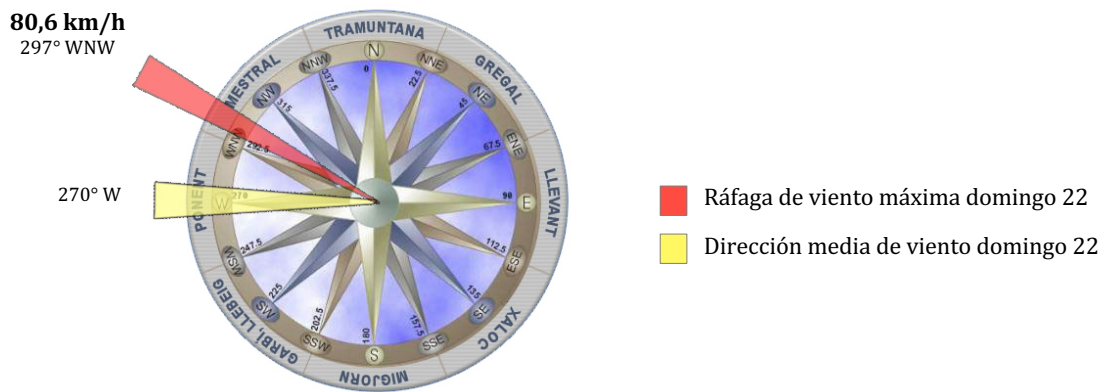 80,6 km/h
297° WNW
270° W
TRAMUNTANA
GREGAL
LLEVANT
XALOC
MIGJORN
GARBÍ, LLEBEIG
PONENT
MESTRAL
N
NNE
NE
ENE
E
ESE
SE
SSE
S
SSW
SW
WSW
W
WNW
NW
NNW
0
22.5
45
67.5
90
112.5
135
157.5
180
202.5
225
247.5
270
292.5
315
337.5
Ráfaga de viento máxima domingo 22
Dirección media de viento domingo 22